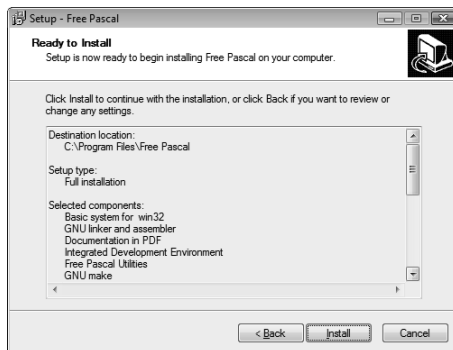 Setup - Free Pascal
Ready to Install
Setup is now ready to begin installing Free Pascal on your computer.
Click Install to continue with the installation, or click Back if you want to review or
change any settings.
Destination location:
C:\Program Files\Free Pascal
Setup type:
Full installation
Selected components:
Basic system for win32
GNU linker and assembler
Documentation in PDF
Integrated Development Environment
Free Pascal Utilities
GNU make
< Back
Install
Cancel